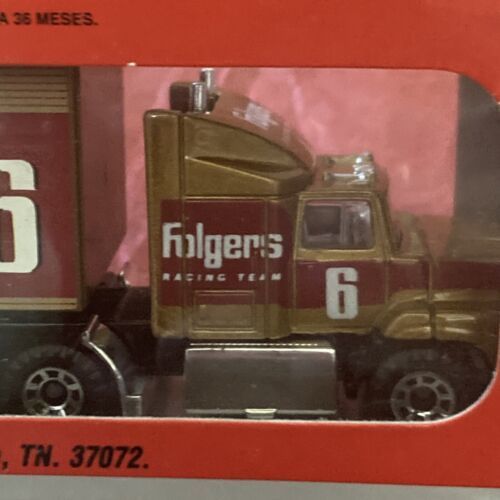 A 36 MESES.
6
Folgers
RACING TEAM
6
, TN. 37072.